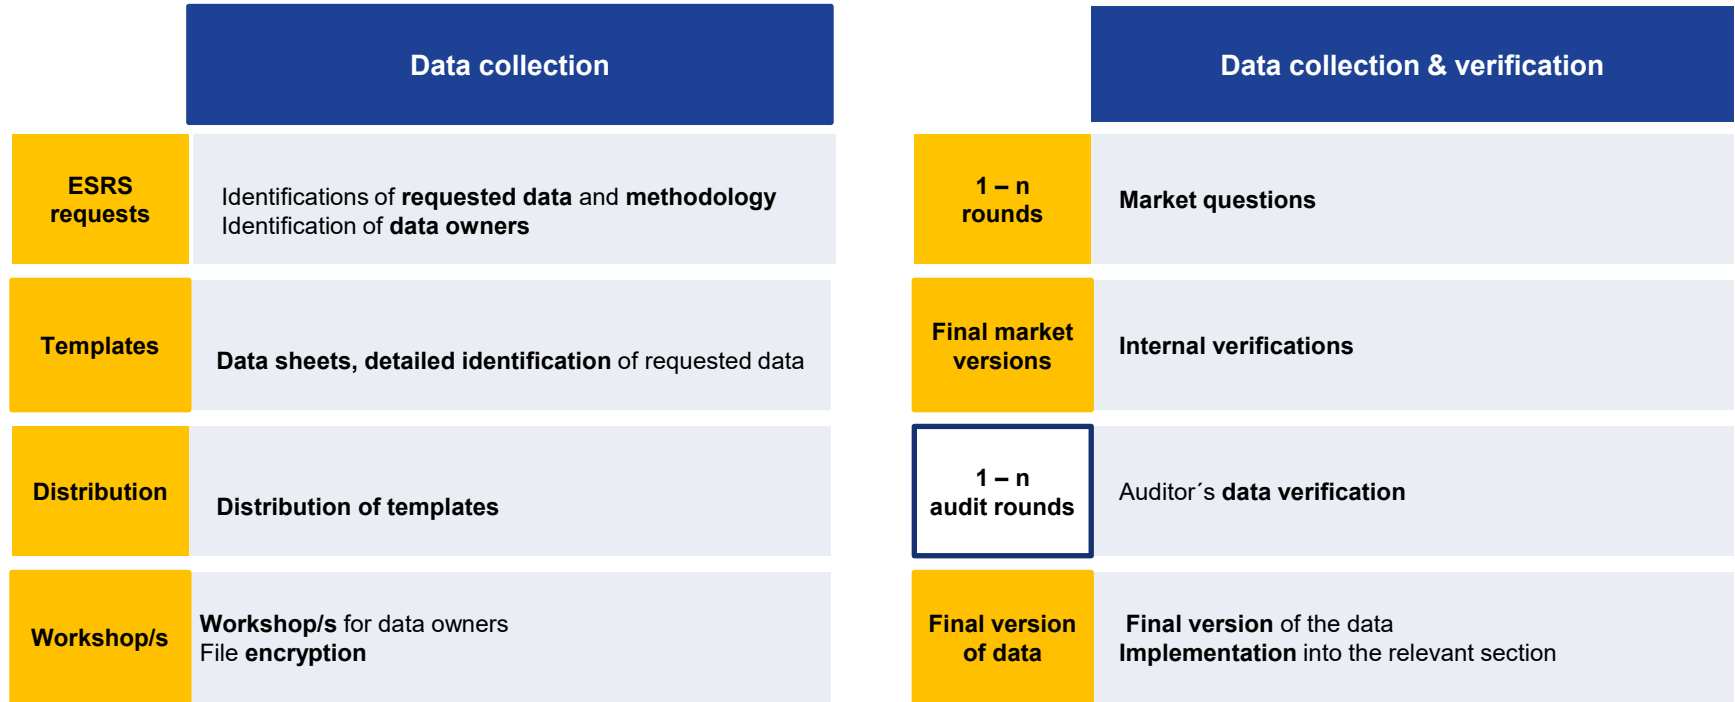 Data collection
ESRS
requests
Identifications of requested data and methodology
Identification of data owners
Templates
Data sheets, detailed identification of requested data
Distribution
Distribution of templates
Workshop/s
Workshop/s for data owners
File encryption
Data collection & verification
1 – n
rounds
Market questions
Final market
versions
Internal verifications
1 – n
audit rounds
Auditor´s data verification
Final version
of data
Final version of the data
Implementation into the relevant section